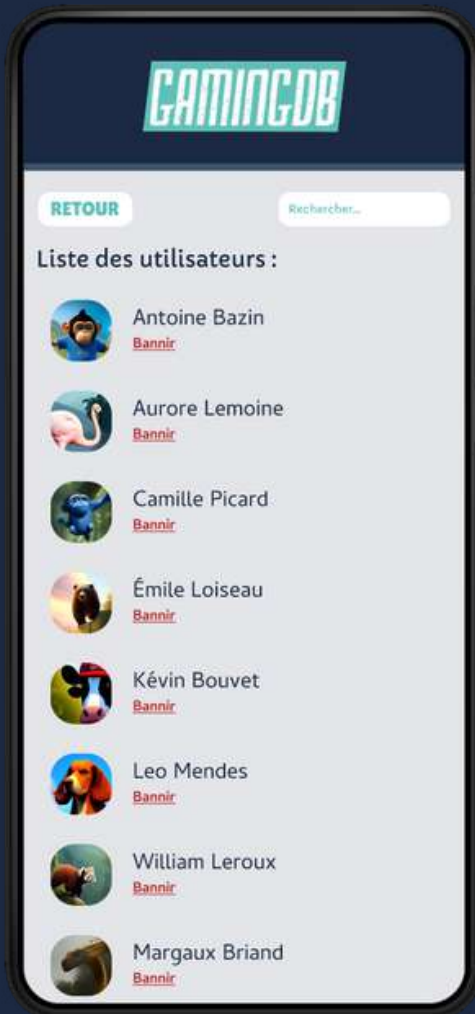 GAMINGDB
RETOUR
Rechercher...
Liste des utilisateurs :
Antoine Bazin
Bannir
Aurore Lemoine
Bannir
Camille Picard
Bannir
Émile Loiseau
Bannir
Kévin Bouvet
Bannir
Leo Mendes
Bannir
William Leroux
Bannir
Margaux Briand
Bannir